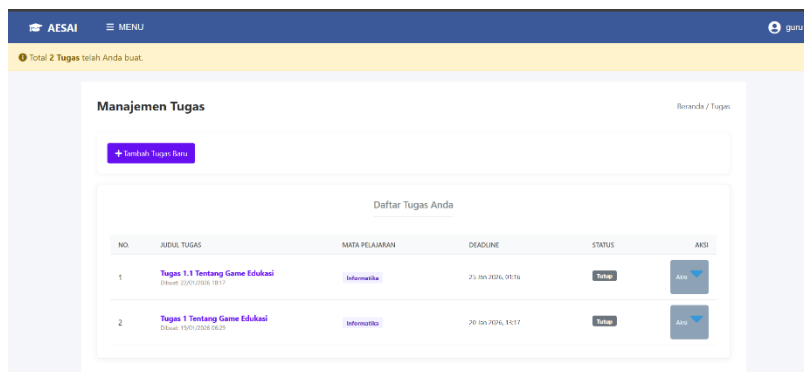 AESAI MENU guru
Total 2 Tugas telah Anda buat.
Manajemen Tugas Beranda / Tugas
Tambah Tugas Baru
Daftar Tugas Anda
NO. JUDUL TUGAS MATA PELAJARAN DEADLINE STATUS AKSI
1 Tugas 1.1 Tentang Game Edukasi Informatika 25 Jan 2026, 01:16 Tutup Aksi
Dibuat: 22/01/2026 18:17
2 Tugas 1 Tentang Game Edukasi Informatika 20 Jan 2026, 13:17 Tutup Aksi
Dibuat: 19/01/2026 06:29